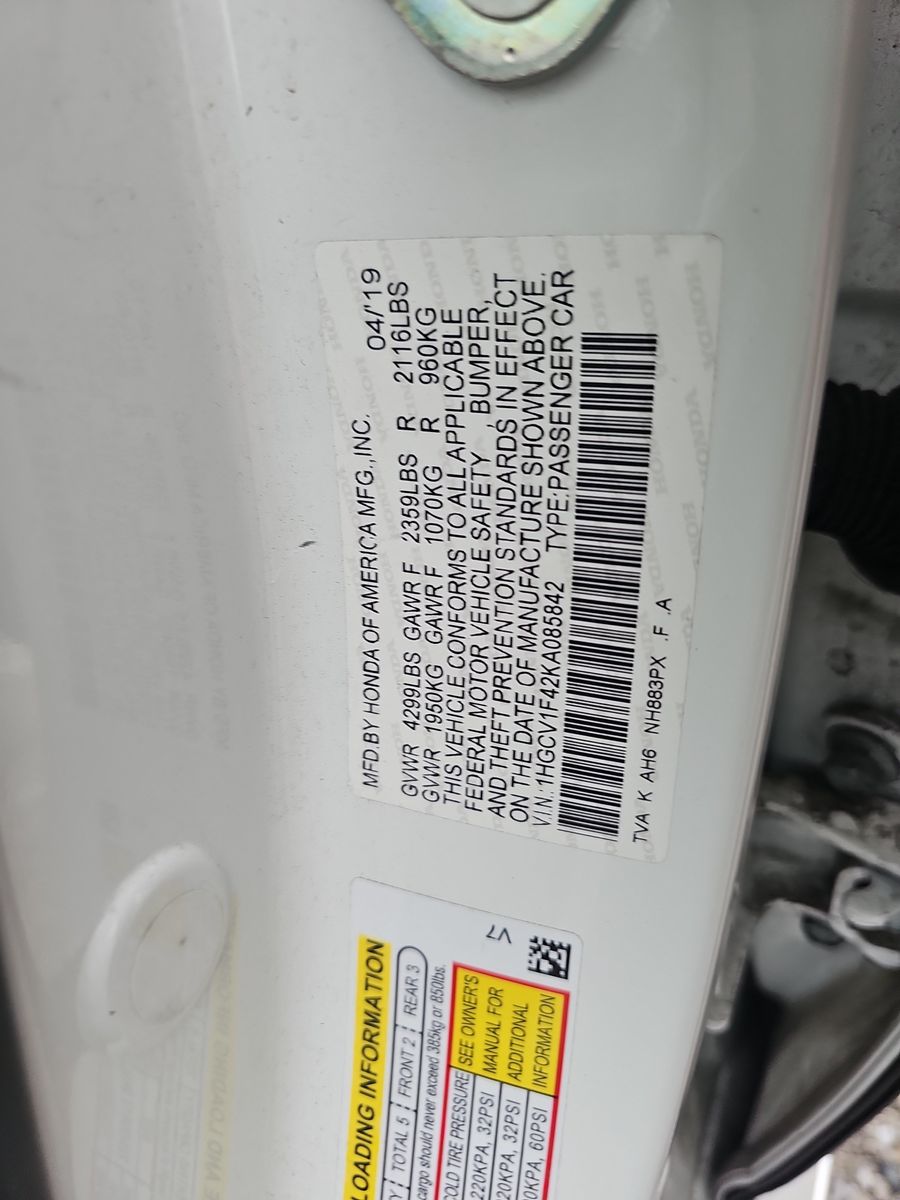 MFD.BY HONDA OF AMERICA MFG.,INC. 04/'19
GVWR 4299LBS GAWR F 2359LBS R 2116LBS
GVWR 1950KG GAWR F 1070KG R 960KG
THIS VEHICLE CONFORMS TO ALL APPLICABLE
FEDERAL MOTOR VEHICLE SAFETY , BUMPER,
AND THEFT PREVENTION STANDARDS, IN EFFECT
ON THE DATE OF MANUFACTURE SHOWN ABOVE.
V.I.N.:1HGCV1F42KA085842 TYPE:PASSENGER CAR
TVA K AH6 NH883PX .F .A
LOADING INFORMATION
TOTAL 5 FRONT 2 REAR 3
cargo should never exceed 385kg or 850lbs.
COLD TIRE PRESSURE
220KPA, 32PSI
220KPA, 32PSI
60PSI
SEE OWNER'S
MANUAL FOR
ADDITIONAL
INFORMATION